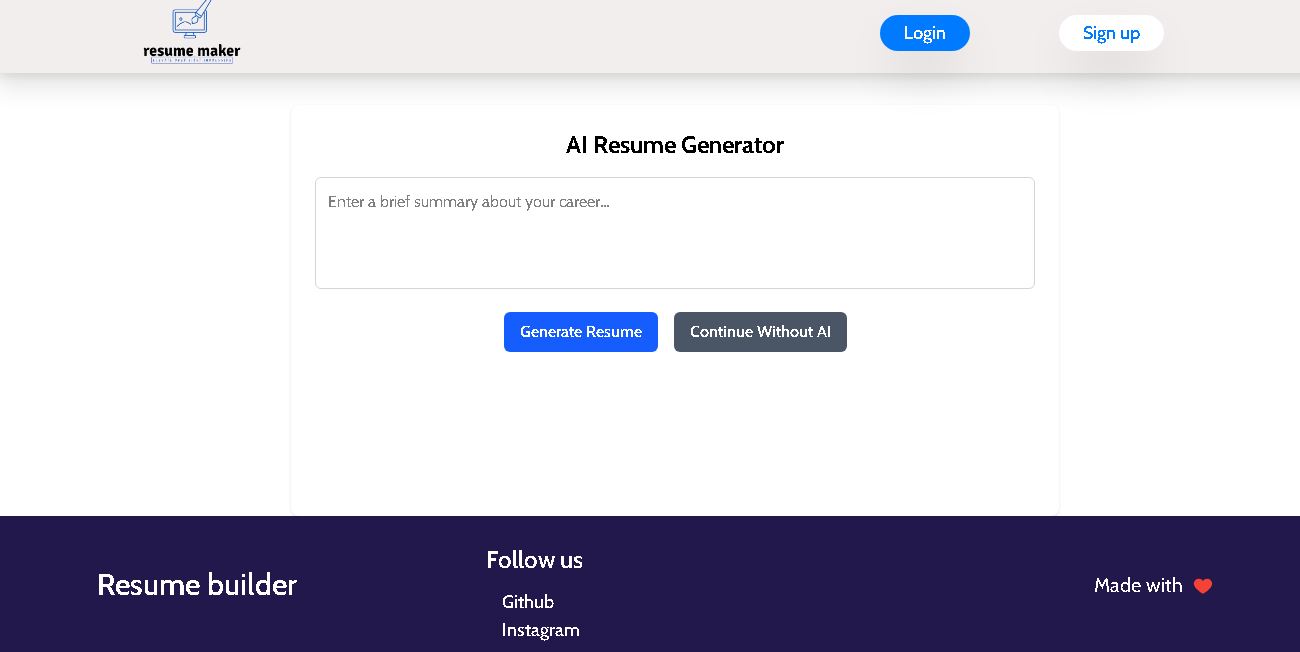 resume maker
Login
Sign up
AI Resume Generator
Enter a brief summary about your career...
Generate Resume
Continue Without AI
Resume builder
Follow us
Github
Instagram
Made with